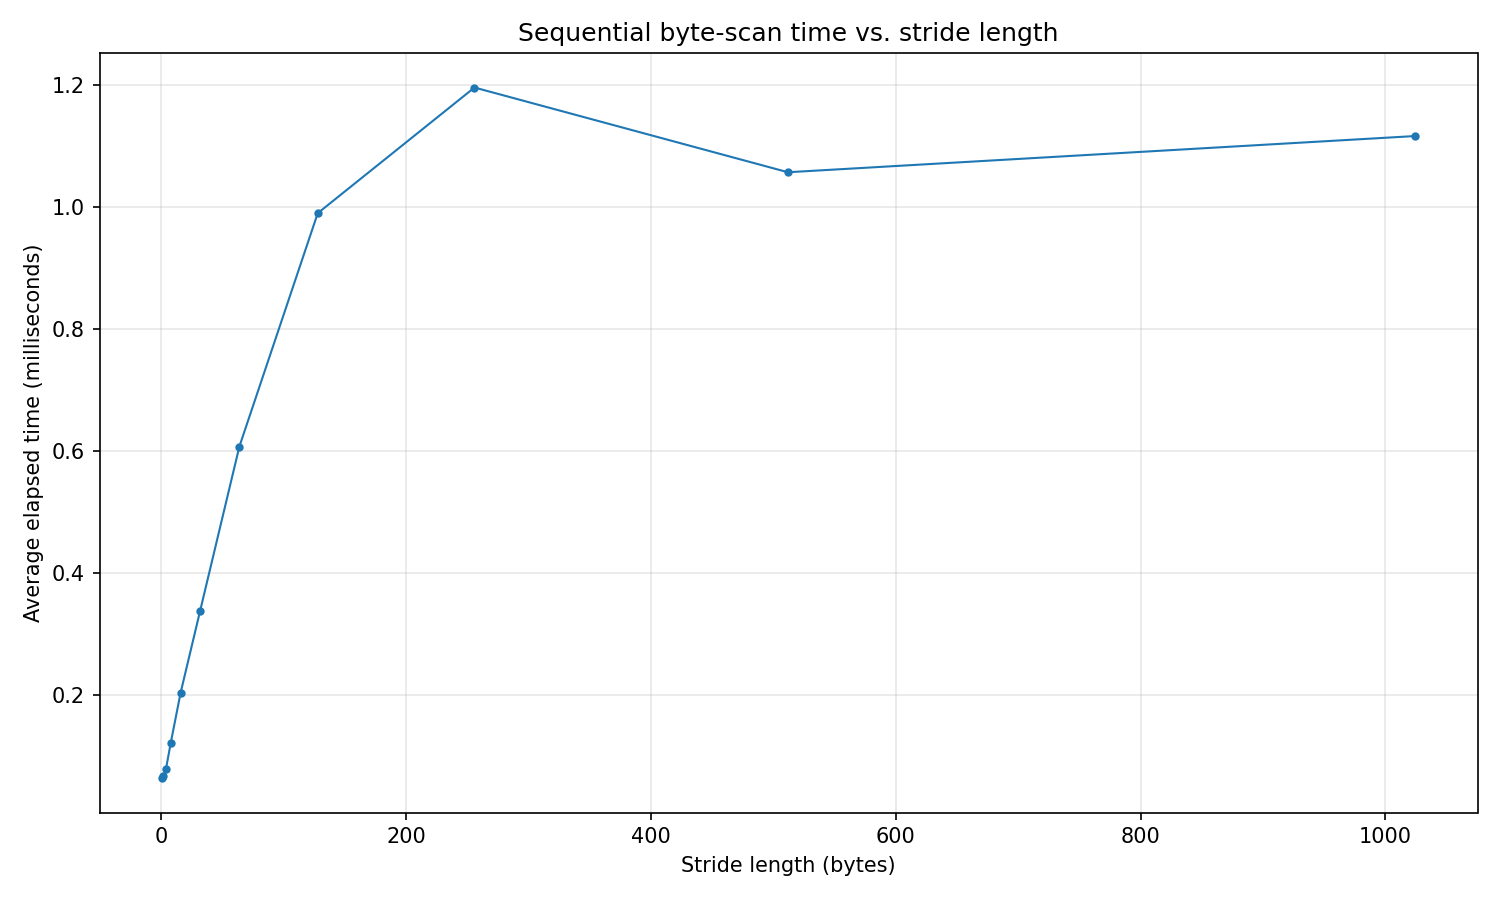 Sequential byte-scan time vs. stride length
1.2
1.0
0.8
0.6
0.4
0.2
Average elapsed time (milliseconds)
0 200 400 600 800 1000
Stride length (bytes)